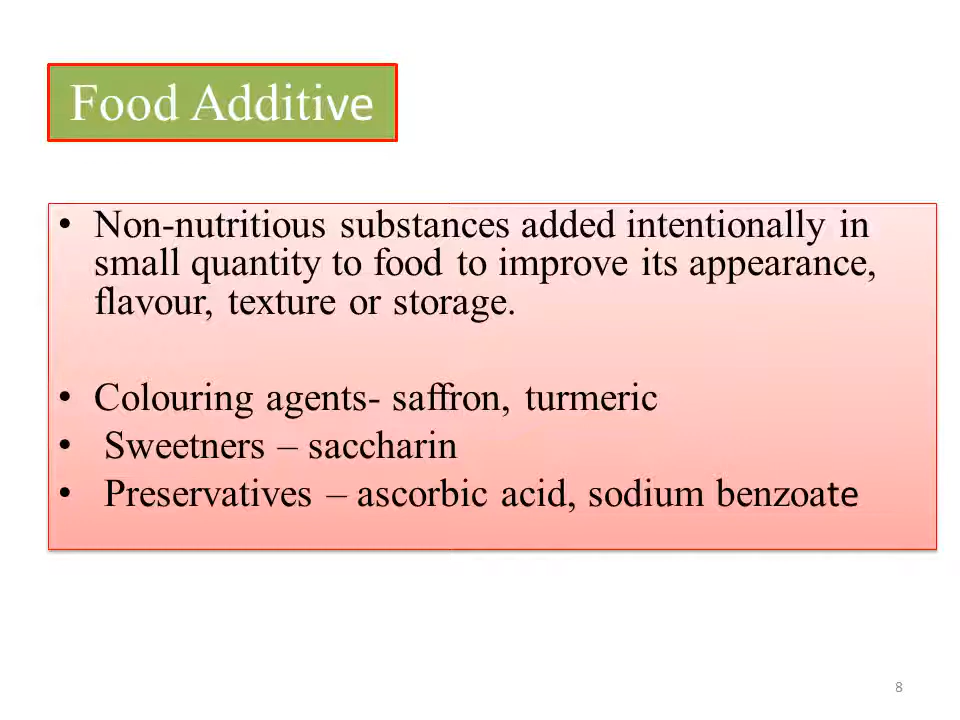 Food Additive
• Non-nutritious substances added intentionally in
small quantity to food to improve its appearance,
flavour, texture or storage.
• Colouring agents- saffron, turmeric
• Sweetners – saccharin
• Preservatives – ascorbic acid, sodium benzoate
8